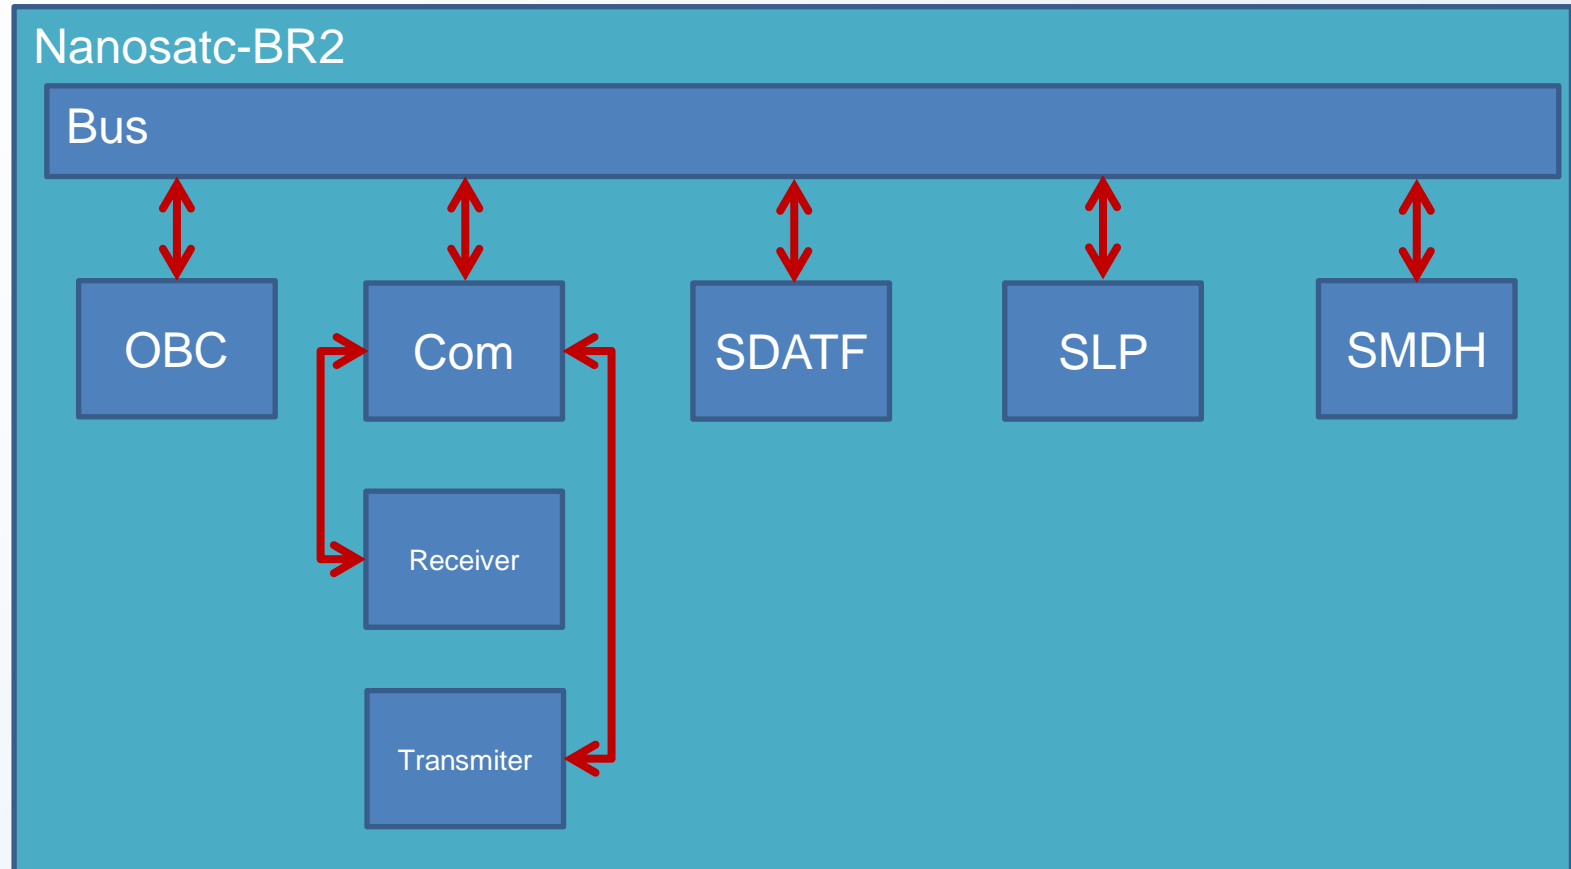 Nanosatc-BR2
Bus
OBC
Com
SDATF
SLP
SMDH
Receiver
Transmiter